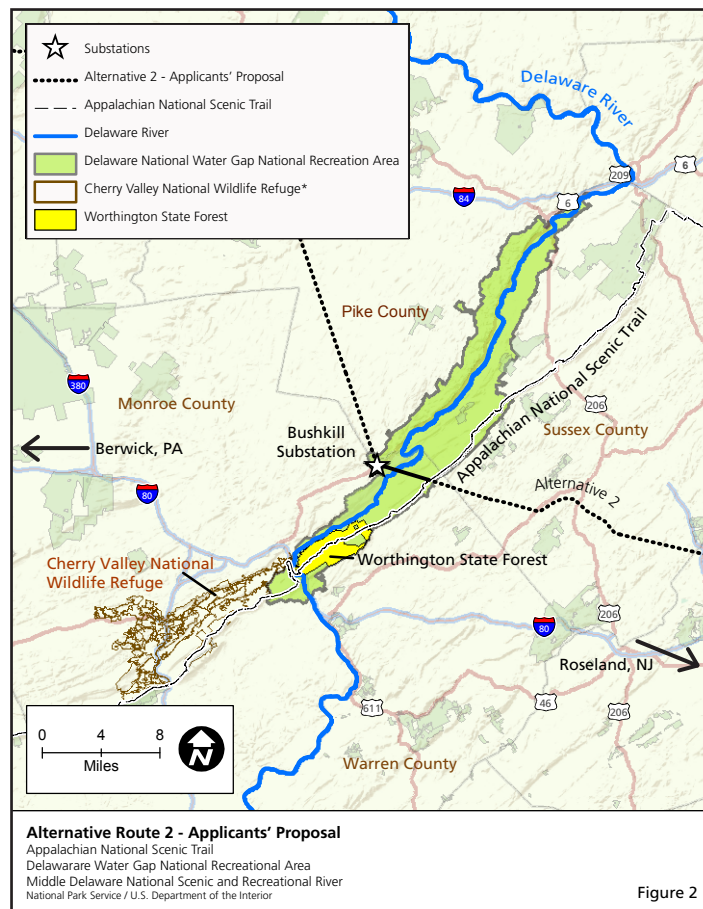 Substations
Alternative 2 - Applicants' Proposal
Appalachian National Scenic Trail
Delaware River
Delaware National Water Gap National Recreation Area
Cherry Valley National Wildlife Refuge*
Worthington State Forest
Delaware River
6
209
6
84
Pike County
380
Monroe County
Appalachian National Scenic Trail
206
Sussex County
Bushkill
Substation
Berwick, PA
80
Alternative 2
Cherry Valley National
Wildlife Refuge
Worthington State Forest
80
206
Roseland, NJ
46
611
206
Warren County
0 4 8
Miles
N
Alternative Route 2 - Applicants' Proposal
Appalachian National Scenic Trail
Delawarare Water Gap National Recreational Area
Middle Delaware National Scenic and Recreational River
National Park Service / U.S. Department of the Interior
Figure 2